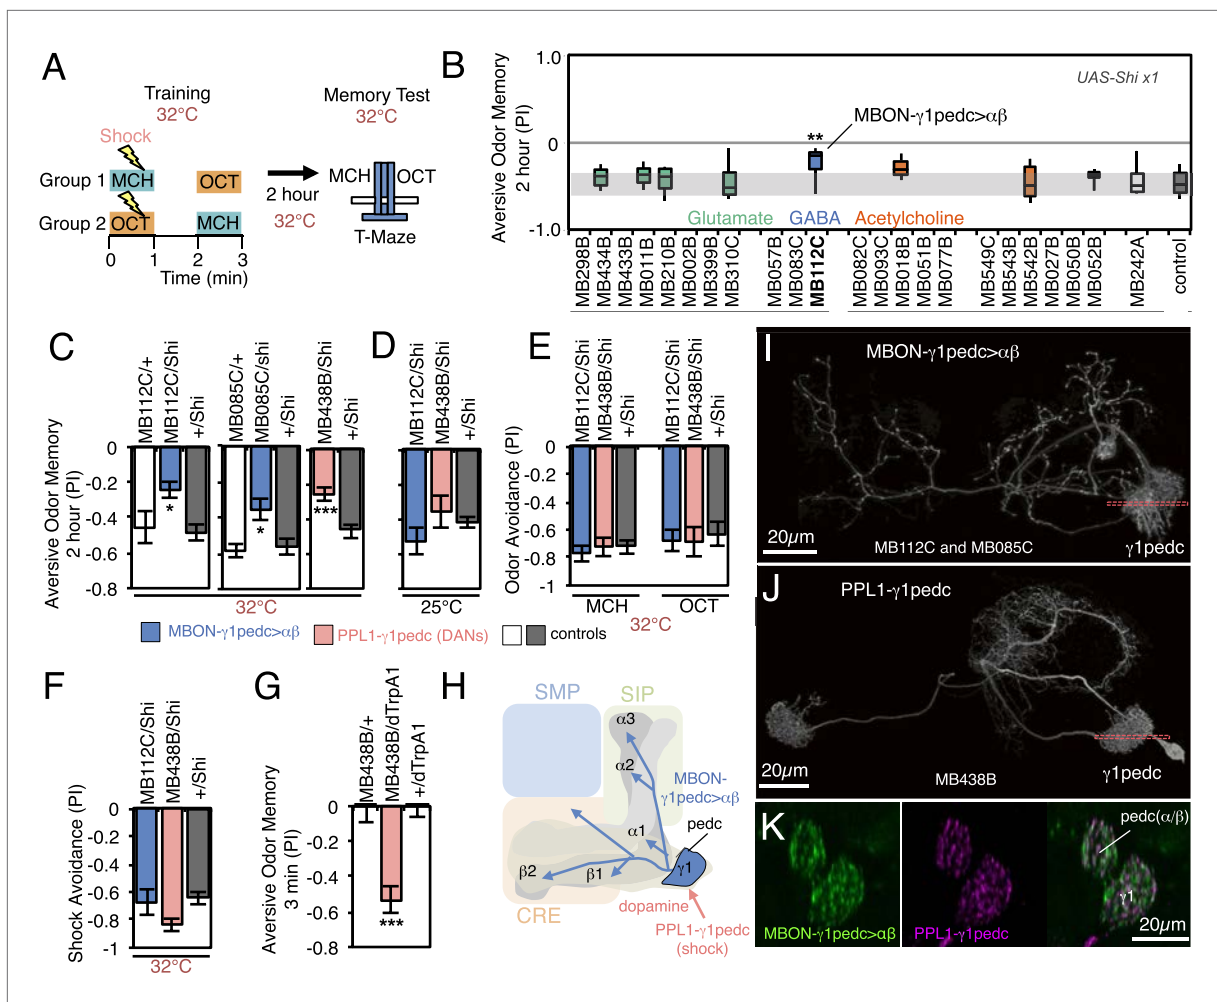 A
Training
32°C
Shock
Group 1
MCH
OCT
Group 2
OCT
MCH
0
1
2
3
Time (min)
2 hour
32°C
Memory Test
32°C
MCH
OCT
T-Maze
B
Aversive Odor Memory
2 hour (PI)
1.0
0
-1.0
UAS-Shi x1
**
MBON-γ1pedc>αβ
Glutamate
GABA
Acetylcholine
MB298B
MB434B
MB433B
MB011B
MB210B
MB002B
MB399B
MB310C
MB057B
MB083C
MB112C
MB082C
MB093C
MB018B
MB051B
MB077B
MB549C
MB543B
MB542B
MB027B
MB050B
MB052B
MB242A
control
C
Aversive Odor Memory
2 hour (PI)
0
-0.2
-0.4
-0.6
-0.8
MB112C/+
MB112C/Shi
+/Shi
*
MB085C/+
MB085C/shi
+/Shi
*
MB438B/Shi
+/Shi
***
32°C
D
MB112C/Shi
MB438B/Shi
+/Shi
25°C
MBON-γ1pedc>αβ
PPL1-γ1pedc (DANs)
controls
E
Odor Avoidance (PI)
0
-0.2
-0.4
-0.6
-0.8
-1
MB112C/Shi
MB438B/Shi
+/Shi
MB112C/Shi
MB438B/Shi
+/Shi
MCH
OCT
32°C
F
Shock Avoidance (PI)
0
-0.2
-0.4
-0.6
-0.8
-1
MB112C/Shi
MB438B/Shi
+/Shi
32°C
G
Aversive Odor Memory
3 min (PI)
0
-0.2
-0.4
-0.6
-0.8
MB438B/+
MB438B/dTrpA1
+/dTrpA1
***
H
SMP
SIP
α3
α2
MBON-
γ1pedc>αβ
α1
pedc
β2
β1
γ1
CRE
dopamine
PPL1-γ1pedc
(shock)
I
MBON-γ1pedc>αβ
20µm
MB112C and MB085C
γ1pedc
J
PPL1-γ1pedc
20µm
MB438B
γ1pedc
K
MBON-γ1pedc>αβ
PPL1-γ1pedc
pedc(α/β)
γ1
20µm